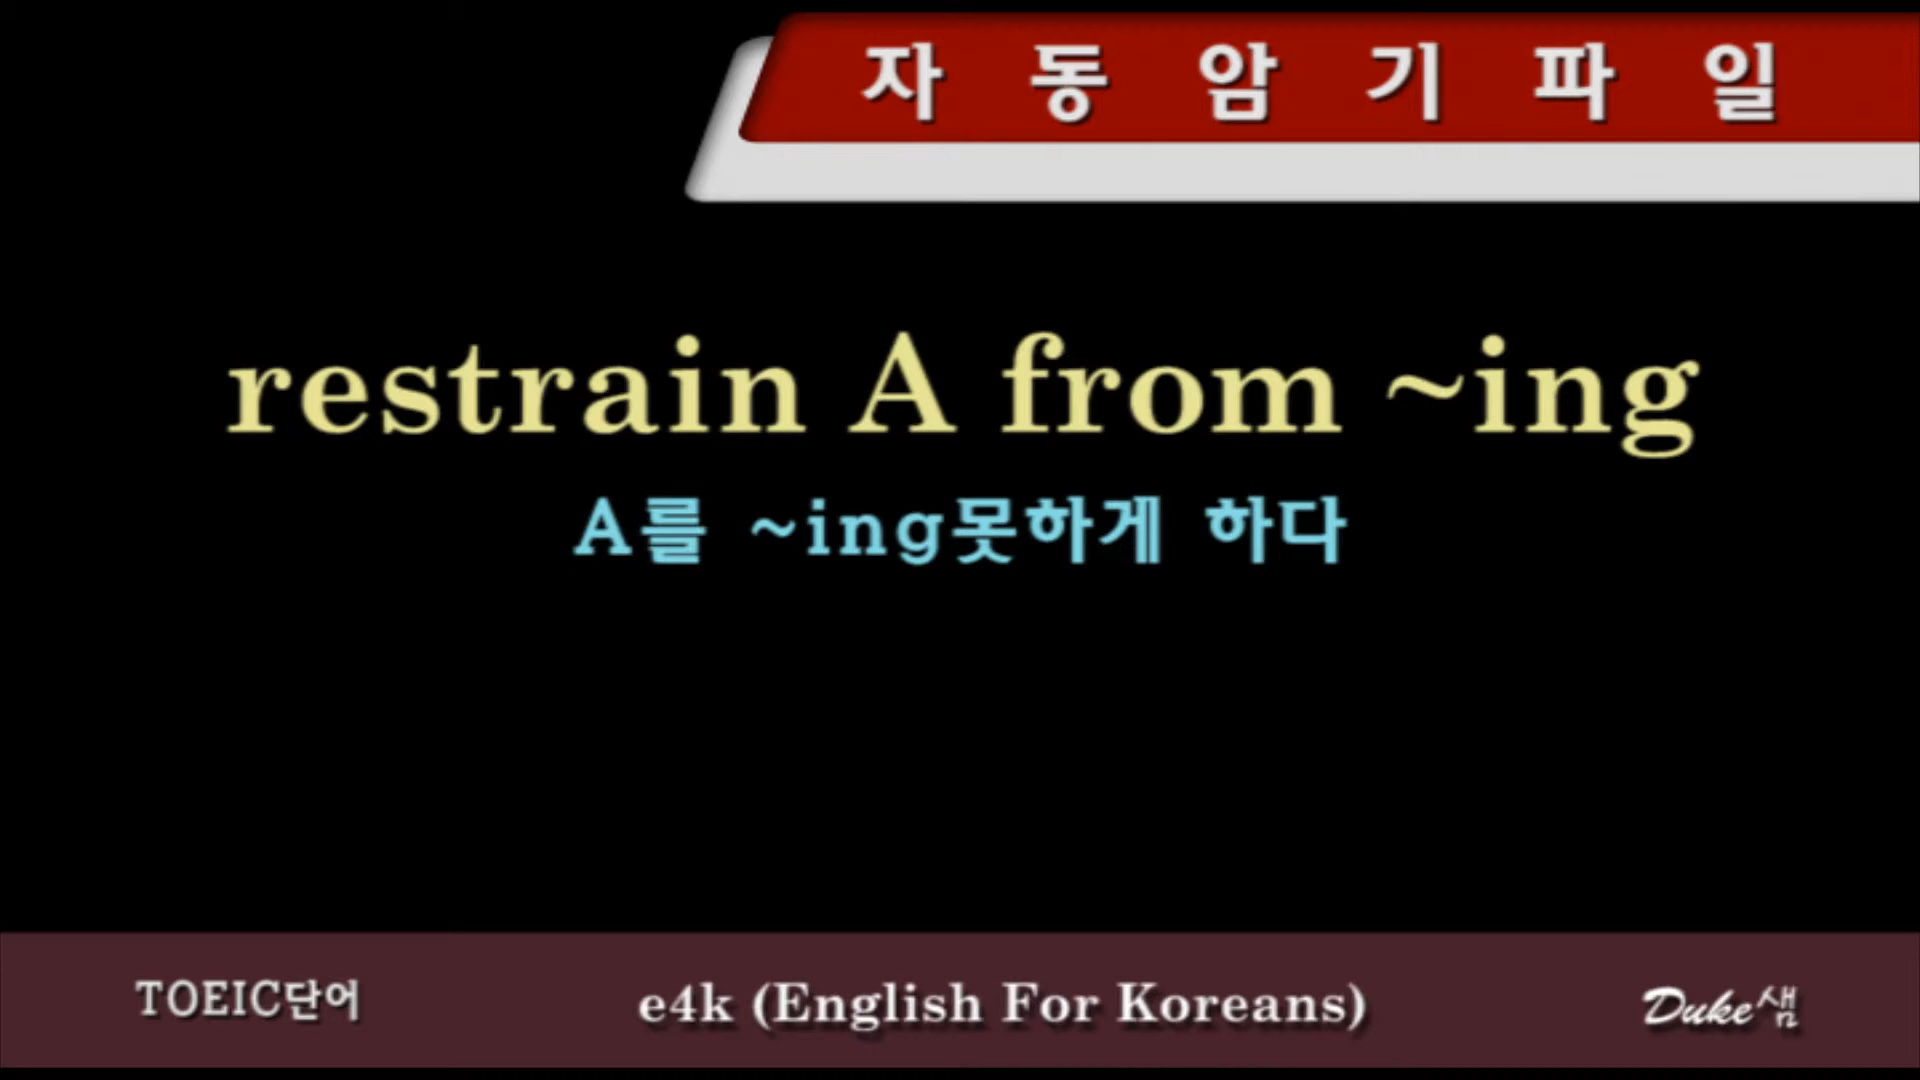 자동암기파일
restrain A from ~ing
A를 ~ing못하게 하다
TOEIC단어
e4k (English For Koreans)
Duke샘